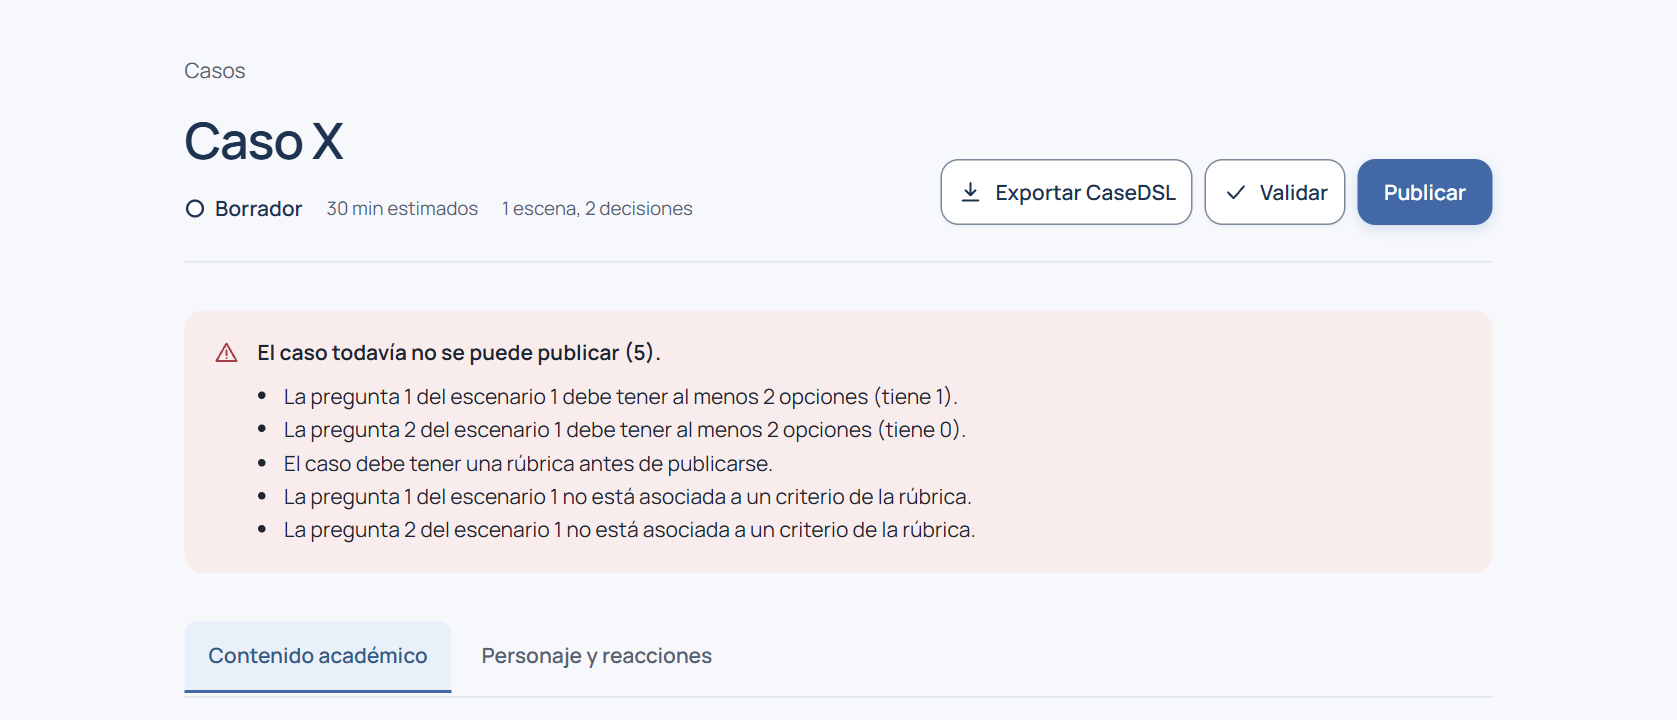 Casos
Caso X
Borrador
30 min estimados
1 escena, 2 decisiones
Exportar CaseDSL
Validar
Publicar
El caso todavía no se puede publicar (5).
La pregunta 1 del escenario 1 debe tener al menos 2 opciones (tiene 1).
La pregunta 2 del escenario 1 debe tener al menos 2 opciones (tiene 0).
El caso debe tener una rúbrica antes de publicarse.
La pregunta 1 del escenario 1 no está asociada a un criterio de la rúbrica.
La pregunta 2 del escenario 1 no está asociada a un criterio de la rúbrica.
Contenido académico
Personaje y reacciones